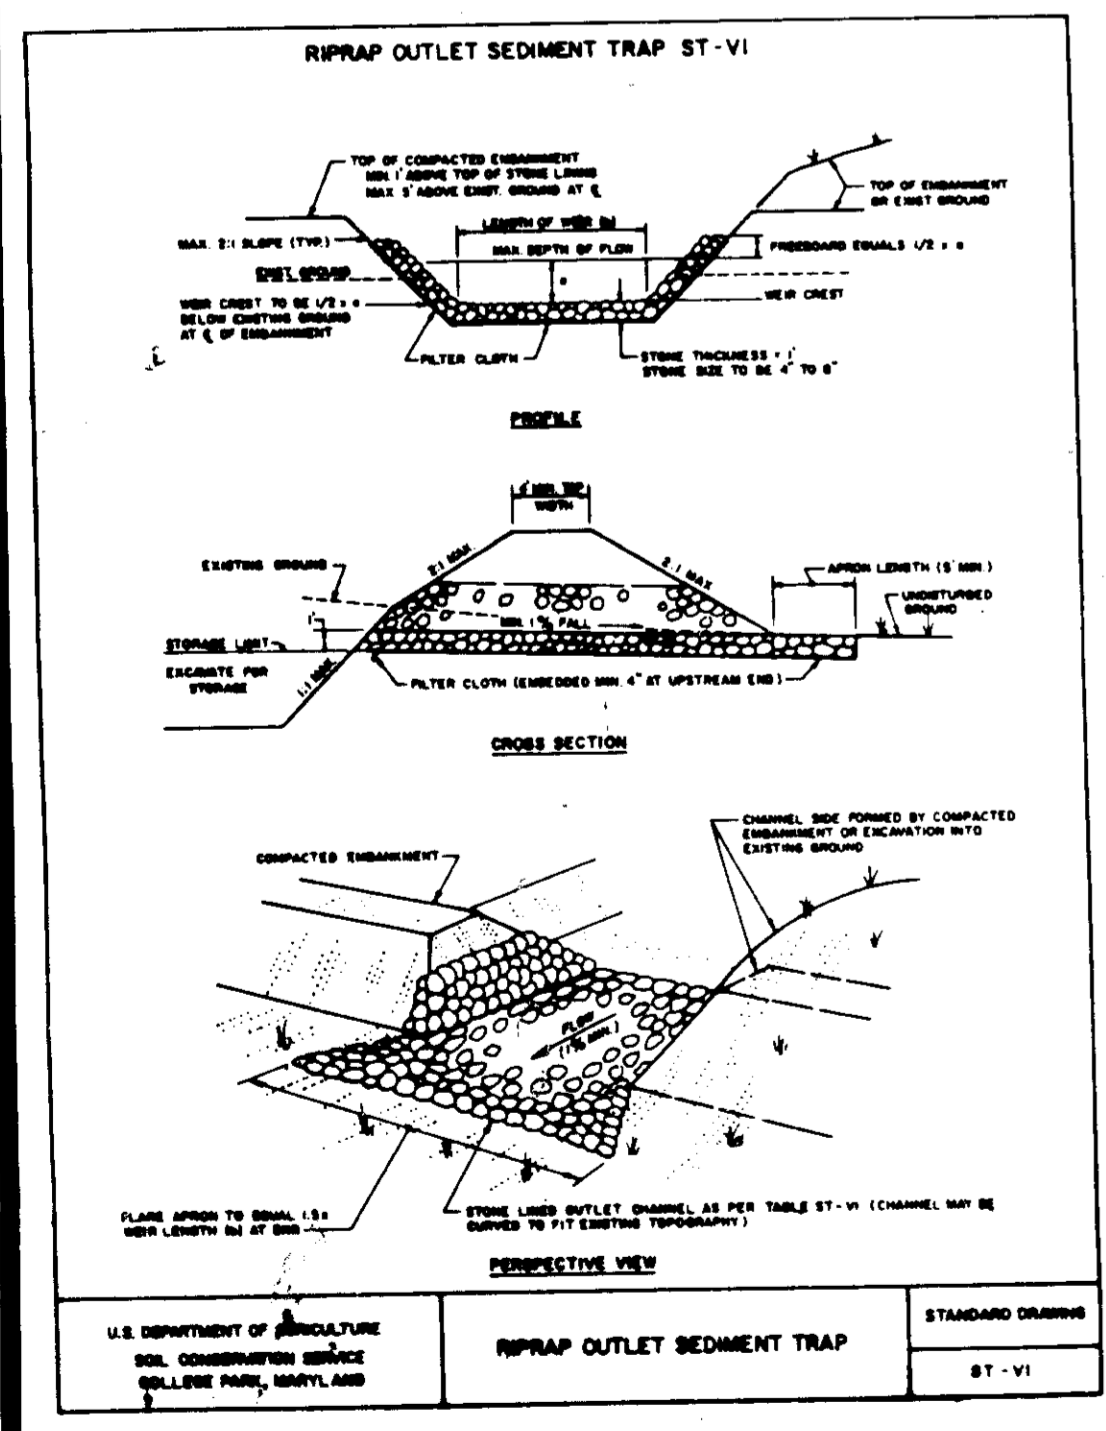 RIPRAP OUTLET SEDIMENT TRAP ST-VI
TOP OF COMPACTED EMBANKMENT
MIN. 1' ABOVE TOP OF STONE LINING
MAX 5' ABOVE EXIST. GROUND AT ℄
TOP OF EMBANKMENT
OR EXIST GROUND
LENGTH OF WEIR (b)
MAX. 2:1 SLOPE (TYP.)
MAX. DEPTH OF FLOW
FREEBOARD EQUALS 1/2 x a
EXIST GROUND
a
WEIR CREST TO BE 1/2 x a
BELOW EXISTING GROUND
AT ℄ OF EMBANKMENT
WEIR CREST
FILTER CLOTH
STONE THICKNESS = 1'
STONE SIZE TO BE 4" TO 8"
PROFILE
4' MIN. TOP
WIDTH
EXISTING GROUND
2:1 MAX.
2:1 MAX
APRON LENGTH (5' MIN.)
UNDISTURBED
GROUND
1'
MIN. 1% FALL
STORAGE LIMIT
EXCAVATE FOR
STORAGE
1:1 MAX.
FILTER CLOTH (EMBEDDED MIN. 4" AT UPSTREAM END)
CROSS SECTION
CHANNEL SIDE FORMED BY COMPACTED
EMBANKMENT OR EXCAVATION INTO
EXISTING GROUND
COMPACTED EMBANKMENT
FLOW
(1% MIN.)
FLARE APRON TO EQUAL 1.5 x
WEIR LENGTH (b) AT END
STONE LINED OUTLET CHANNEL AS PER TABLE ST-VI (CHANNEL MAY BE
CURVED TO FIT EXISTING TOPOGRAPHY)
PERSPECTIVE VIEW
U.S. DEPARTMENT OF AGRICULTURE
SOIL CONSERVATION SERVICE
COLLEGE PARK, MARYLAND
RIPRAP OUTLET SEDIMENT TRAP
STANDARD DRAWING
ST - VI